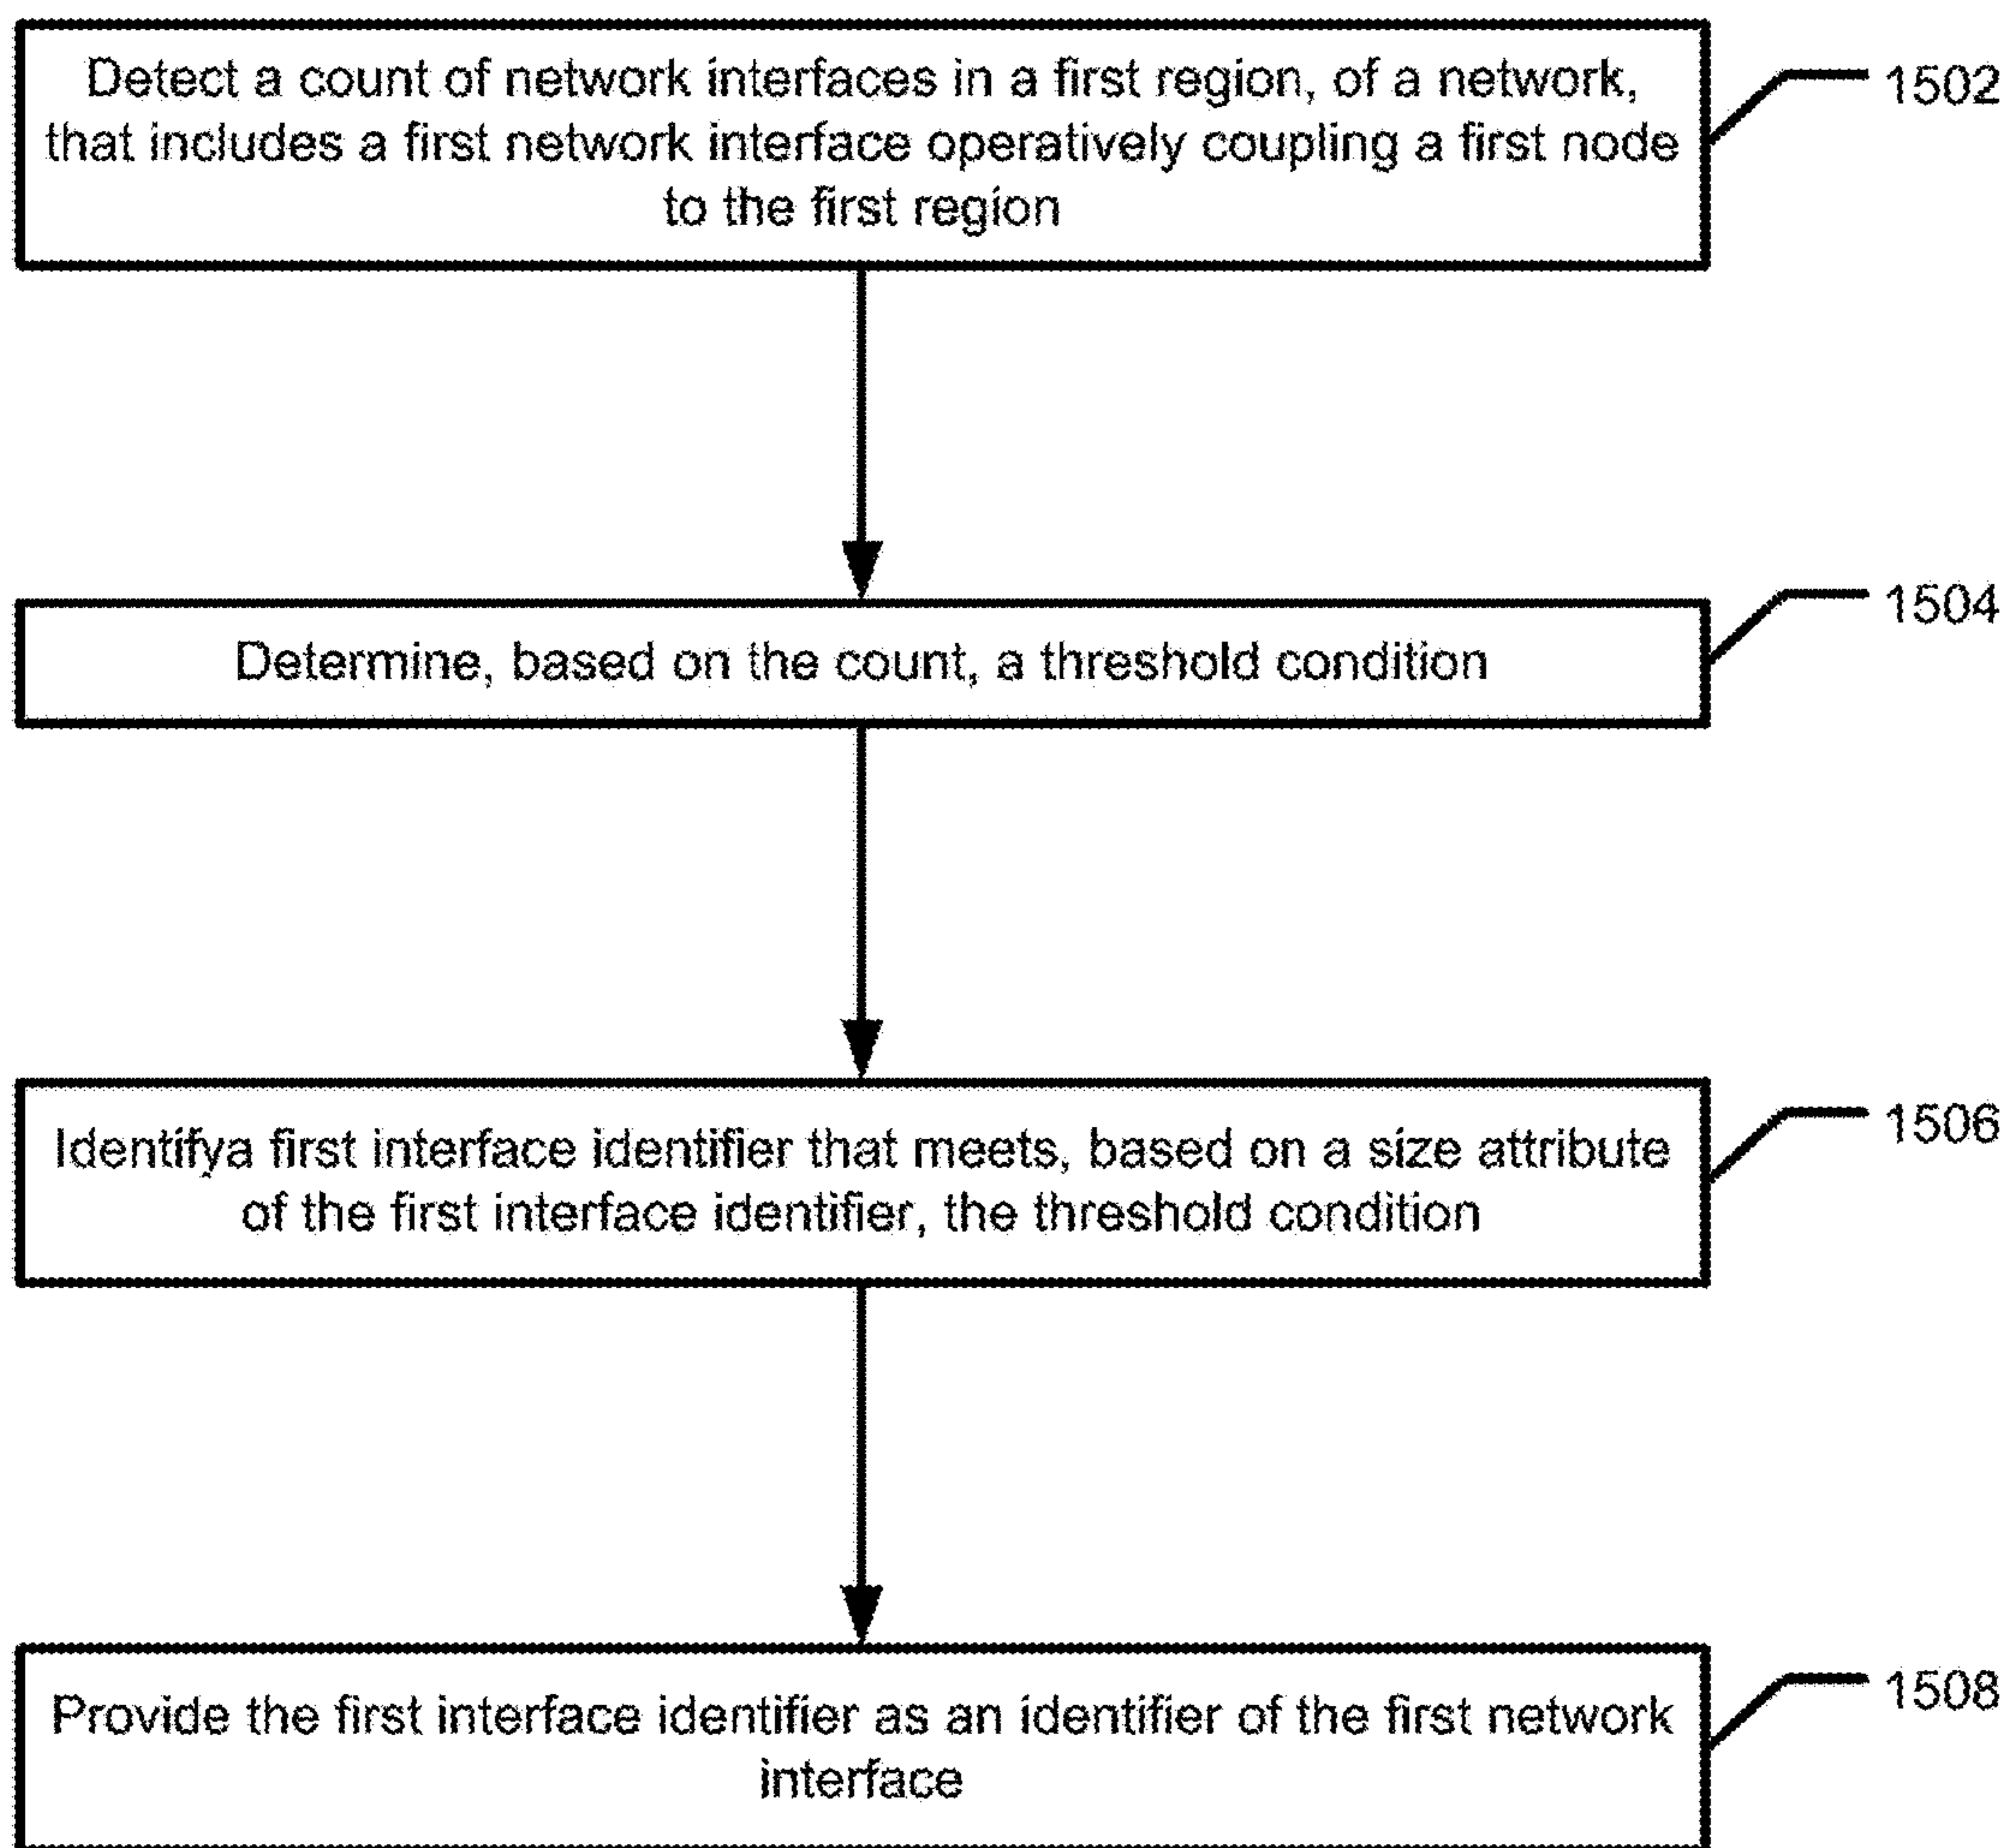 Detect a count of network interfaces in a first region, of a network,
that includes a first network interface operatively coupling a first node
to the first region
1502
Determine, based on the count, a threshold condition
1504
Identifya first interface identifier that meets, based on a size attribute
of the first interface identifier, the threshold condition
1506
Provide the first interface identifier as an identifier of the first network
interface
1508